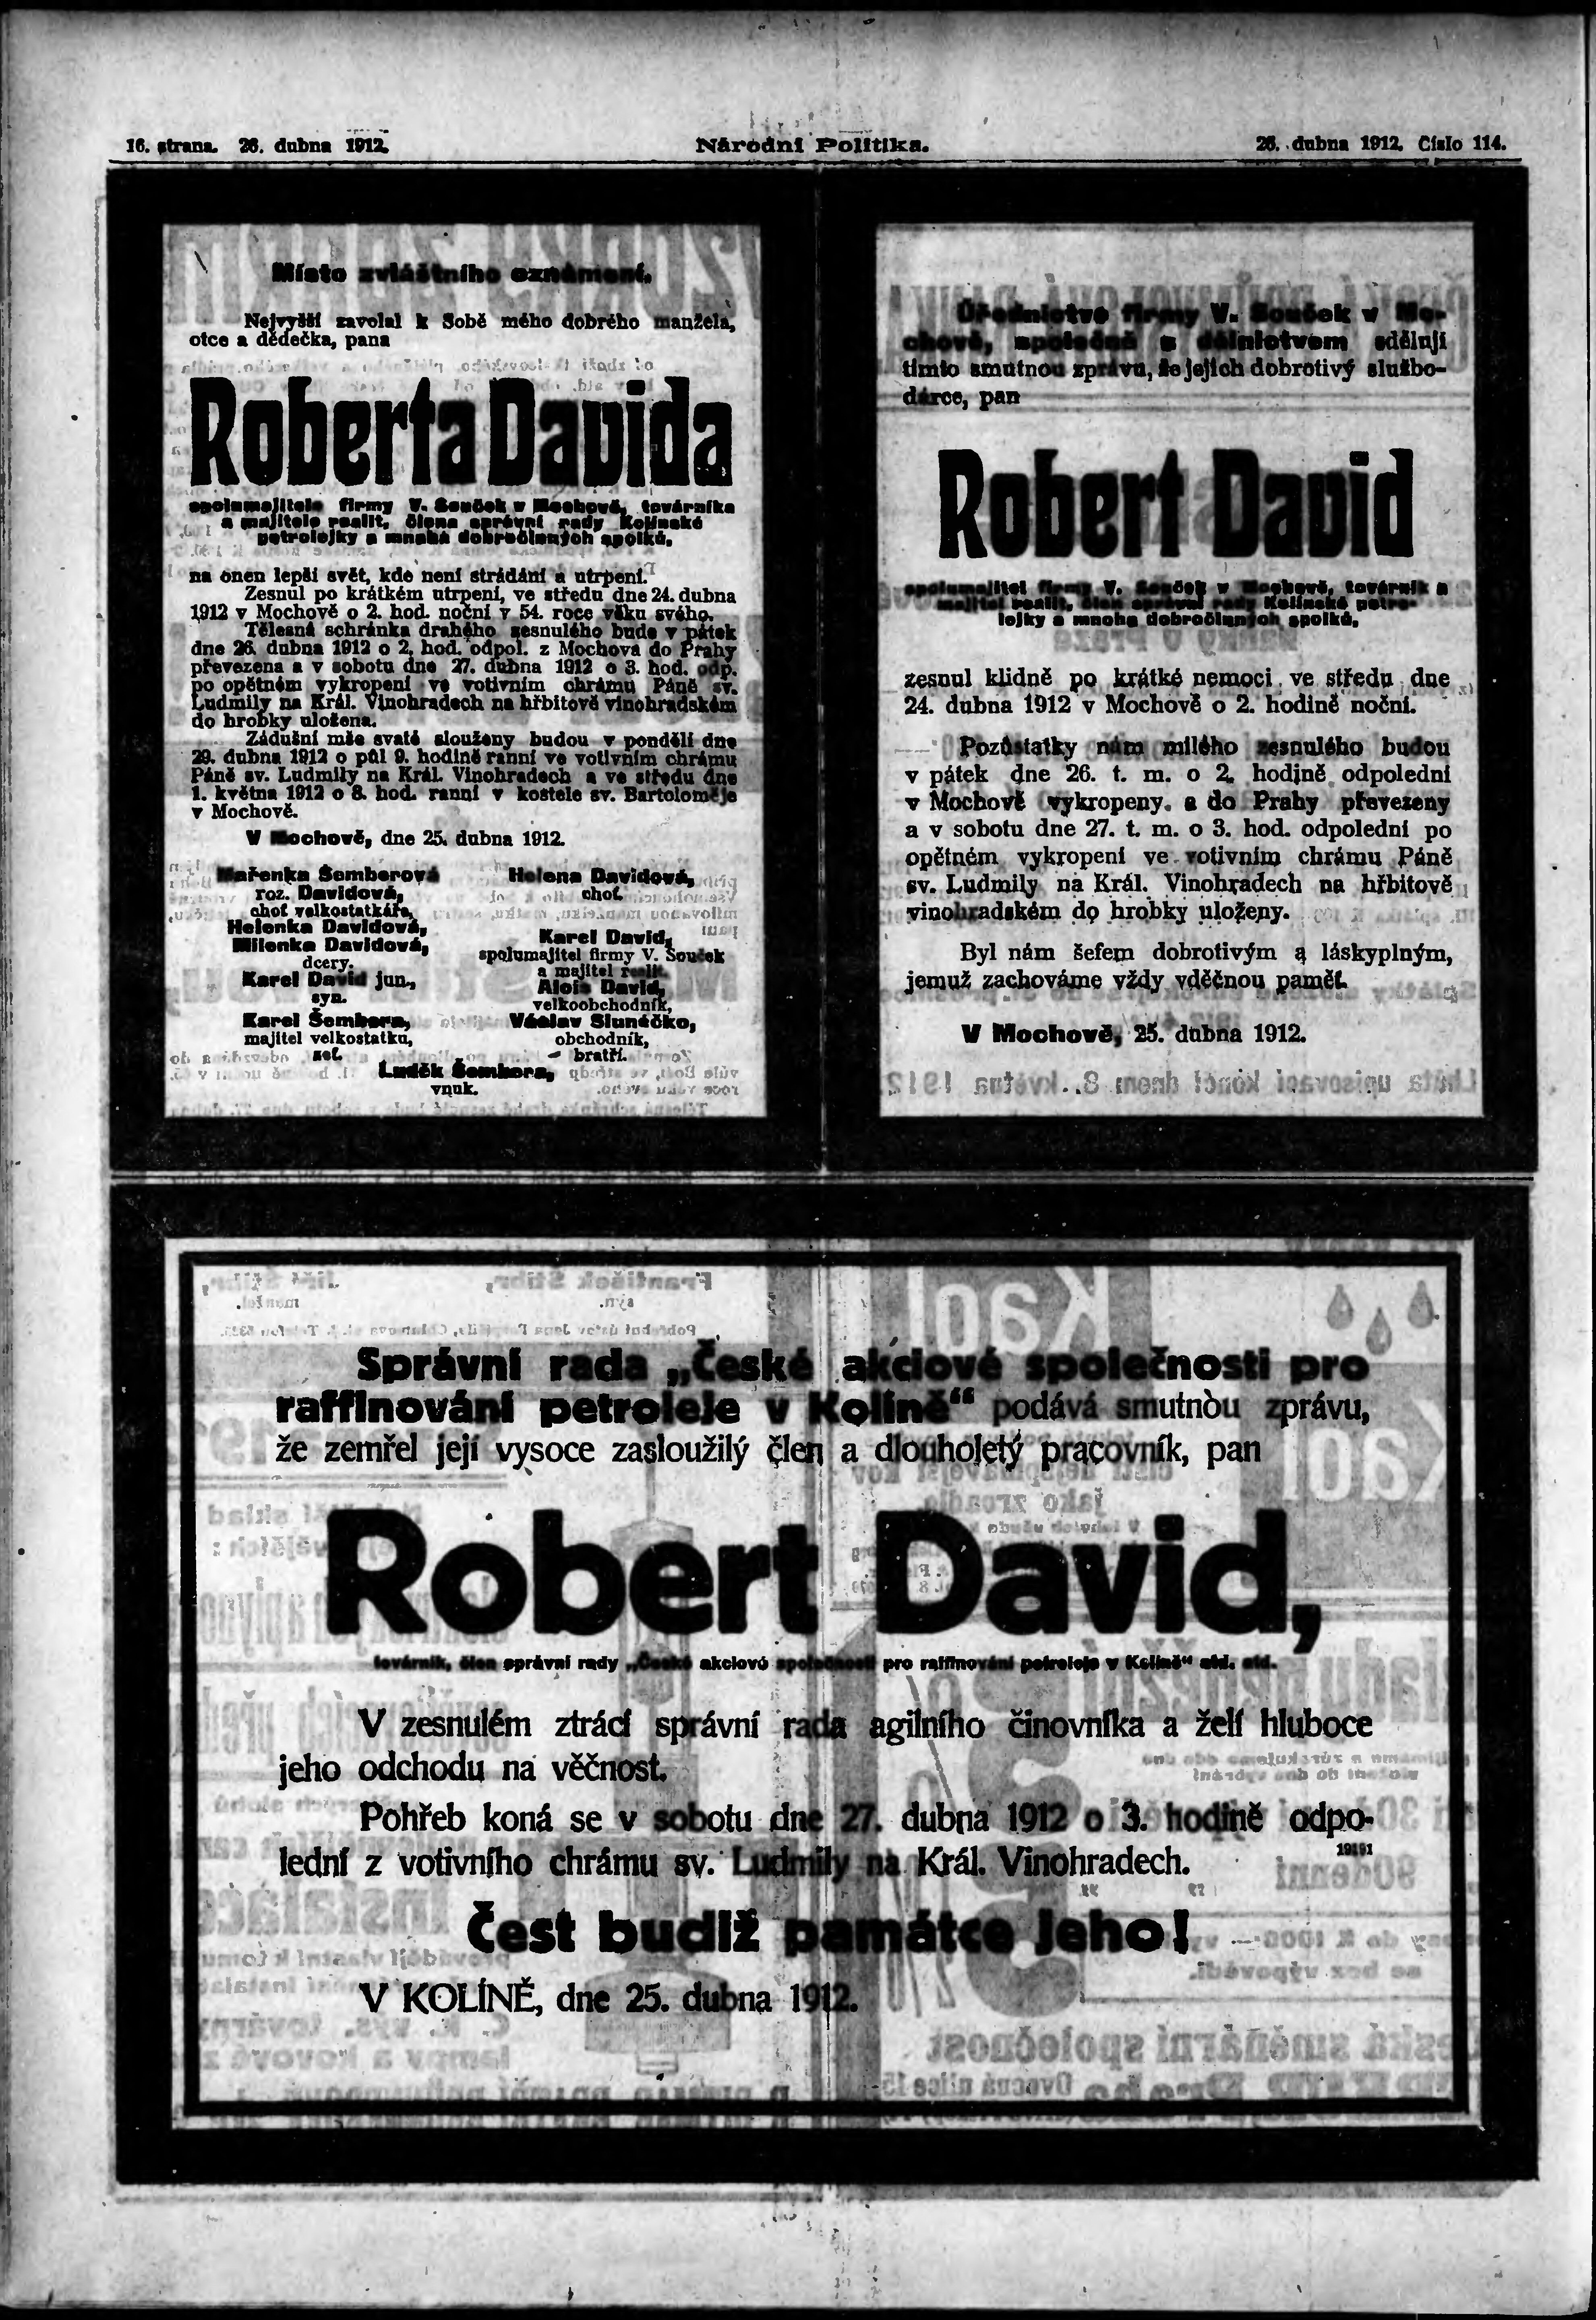 16. strana. 26. dubna 1912.
Národní Politika.
26. dubna 1912. Číslo 114.
Místo zvláštního oznámení.
Nejvyšší zavolal k Sobě mého dobrého manžela,
otce a dědečka, pana
Roberta Davida
spolumajitele firmy V. Souček v Mochově, továrníka
a majitele realit, člena správní rady Kolínské
petrolejky a mnoha dobročinných spolků,
na onen lepší svět, kde není strádání a utrpení.
Zesnul po krátkém utrpení, ve středu dne 24. dubna
1912 v Mochově o 2. hod. noční v 54. roce věku svého.
Tělesná schránka drahého zesnulého bude v pátek
dne 26. dubna 1912 o 2. hod. odpol. z Mochova do Prahy
převezena a v sobotu dne 27. dubna 1912 o 3. hod. odp.
po opětném vykropení ve votivním chrámu Páně sv.
Ludmily na Král. Vinohradech na hřbitově vinohradském
do hrobky uložena.
Zádušní mše svaté slouženy budou v pondělí dne
29. dubna 1912 o půl 9. hodině ranní ve votivním chrámu
Páně sv. Ludmily na Král. Vinohradech a ve středu dne
1. května 1912 o 8. hod. ranní v kostele sv. Bartoloměje
v Mochově.
V Mochově, dne 25. dubna 1912.
Mařenka Šemberová
roz. Davidová,
choť velkostatkáře,
Helenka Davidová,
Milenka Davidová,
dcery.
Karel David jun.,
syn.
Karel Šembera,
majitel velkostatku,
zeť.
Helena Davidová,
choť.
Karel David,
spolumajitel firmy V. Souček
a majitel realit.
Alois David,
velkoobchodník,
Václav Slunéčko,
obchodník,
bratři.
Luděk Šembera,
vnuk.
Úřednictvo firmy V. Souček v Mo-
chově, společně s dělnictvem sdělují
tímto smutnou zprávu, že jejich dobrotivý službo-
dárce, pan
Robert David
spolumajitel firmy V. Souček v Mochově, továrník a
majitel realit, člen správní rady Kolínské petro-
lejky a mnoha dobročinných spolků,
zesnul klidně po krátké nemoci ve středu dne
24. dubna 1912 v Mochově o 2. hodině noční.
Pozůstatky nám milého zesnulého budou
v pátek dne 26. t. m. o 2. hodině odpolední
v Mochově vykropeny a do Prahy převezeny
a v sobotu dne 27. t. m. o 3. hod. odpolední po
opětném vykropení ve votivním chrámu Páně
sv. Ludmily na Král. Vinohradech na hřbitově
vinohradském do hrobky uloženy.
Byl nám šefem dobrotivým a láskyplným,
jemuž zachováme vždy vděčnou paměť.
V Mochově, 25. dubna 1912.
Správní rada „České akciové společnosti pro
raffinování petroleje v Kolíně“ podává smutnou zprávu,
že zemřel její vysoce zasloužilý člen a dlouholetý pracovník, pan
Robert David,
továrník, člen správní rady „České akciové společnosti pro raffinování petroleje v Kolíně“ atd. atd.
V zesnulém ztrácí správní rada agilního činovníka a želí hluboce
jeho odchodu na věčnost.
Pohřeb koná se v sobotu dne 27. dubna 1912 o 3. hodině odpo-
lední z votivního chrámu sv. Ludmily na Král. Vinohradech.
19191
Čest budiž památce jeho!
V KOLÍNĚ, dne 25. dubna 1912.